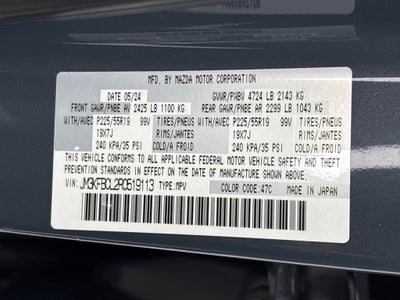 MFD. BY MAZDA MOTOR CORPORATION
DATE 05/24 GVWR/PNBV 4724 LB 2143 KG
FRONT GAWR/PNBE AV 2425 LB 1100 KG REAR GAWR/PNBE AR 2299 LB 1043 KG
WITH/AVEC P225/55R19 99V TIRES/PNEUS WITH/AVEC P225/55R19 99V TIRES/PNEUS
19X7J RIMS/JANTES 19X7J RIMS/JANTES
240 KPA/35 PSI COLD/A FROID 240 KPA/35 PSI COLD/A FROID
THIS VEHICLE CONFORMS TO ALL APPLICABLE FEDERAL MOTOR VEHICLE SAFETY
STANDARDS IN EFFECT ON THE DATE OF MANUFACTURE SHOWN ABOVE.
VIN: JM3KFBCL2R0519113 TYPE:MPV COLOR CODE:47C MADE IN JAPAN